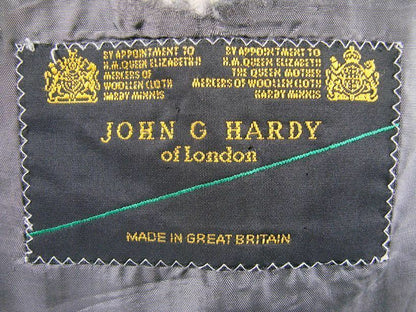 BY APPOINTMENT TO
H.M. QUEEN ELIZABETH II
MERCERS OF
WOOLLEN CLOTH
HARDY MINNIS
BY APPOINTMENT TO
H.M. QUEEN ELIZABETH
THE QUEEN MOTHER
MERCERS OF WOOLLEN CLOTH
HARDY MINNIS
JOHN G HARDY
of London
MADE IN GREAT BRITAIN